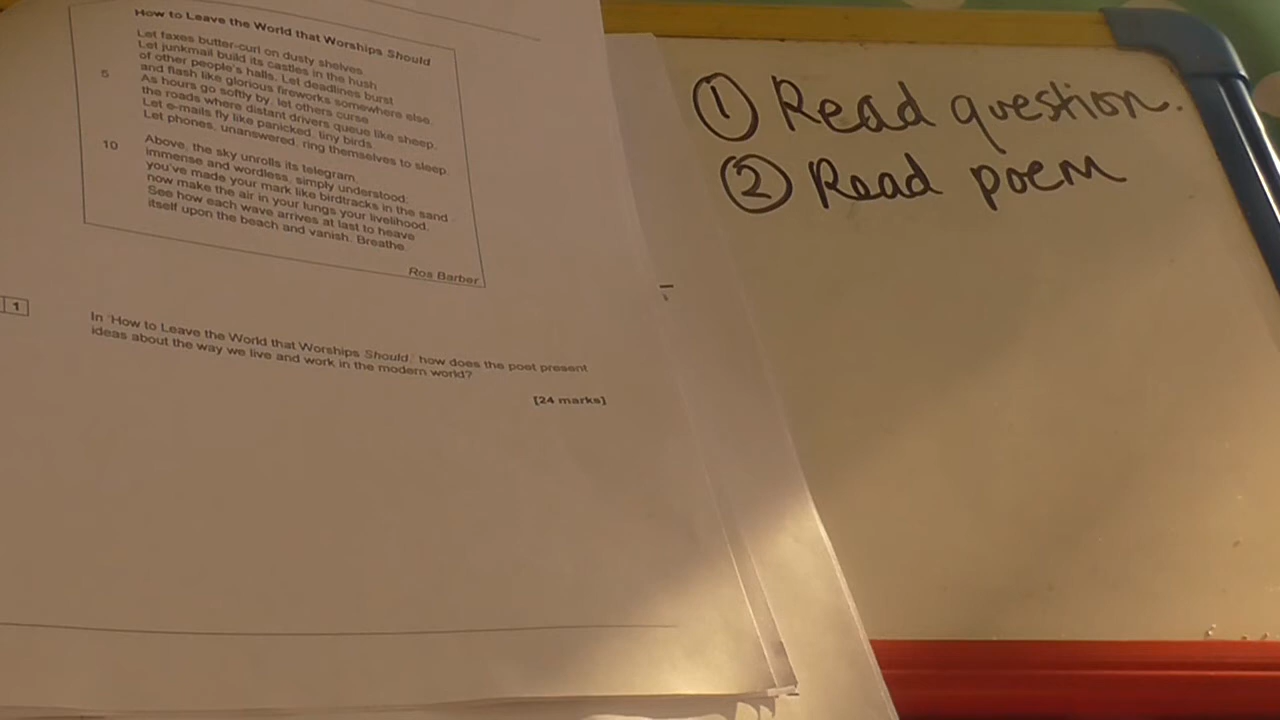 How to Leave the World that Worships Should
Let faxes butter-curl on dusty shelves.
Let junkmail build its castles in the hush
of other people's halls. Let deadlines burst
and flash like glorious fireworks somewhere else.
5 As hours go softly by, let others curse
the roads where distant drivers queue like sheep.
Let e-mails fly like panicked, tiny birds.
Let phones, unanswered, ring themselves to sleep.
Above, the sky unrolls its telegram,
10 immense and wordless, simply understood:
you've made your mark like birdtracks in the sand
now make the air in your lungs your livelihood.
See how each wave arrives at last to heave
itself upon the beach and vanish. Breathe.
Ros Barber
1
In 'How to Leave the World that Worships Should' how does the poet present
ideas about the way we live and work in the modern world?
[24 marks]
① Read question.
② Read poem